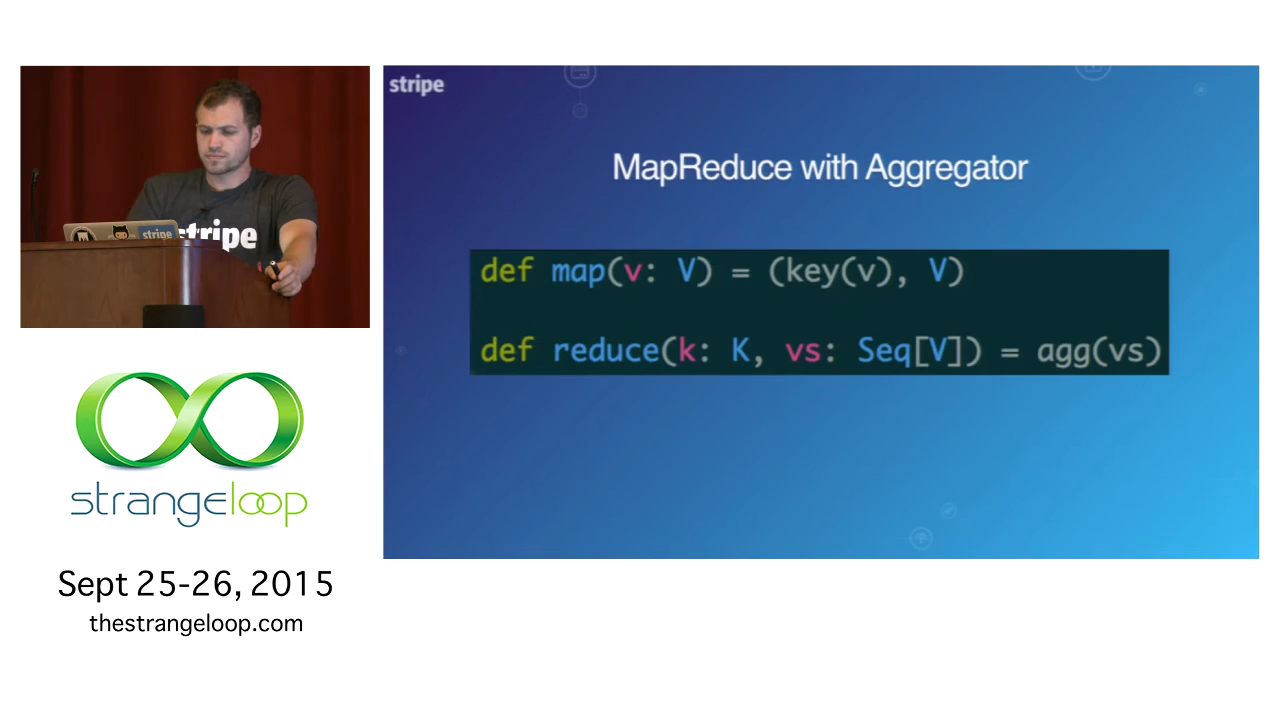 stripe
MapReduce with Aggregator
def map(v: V) = (key(v), V)
def reduce(k: K, vs: Seq[V]) = agg(vs)
stripe
stripe
strangeloop
Sept 25-26, 2015
thestrangeloop.com